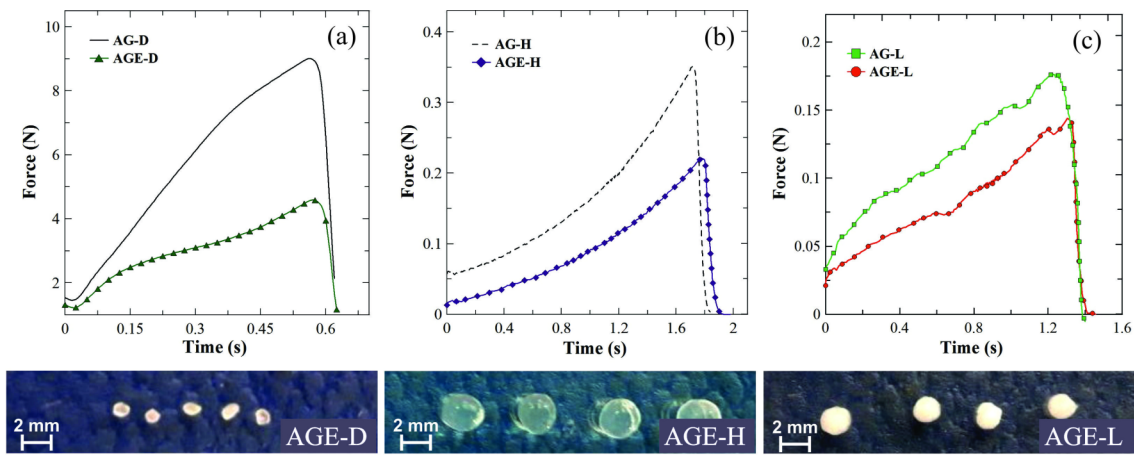 (a)
AG-D
AGE-D
Force (N)
10
8
6
4
2
0 0.15 0.3 0.45 0.6
Time (s)
(b)
AG-H
AGE-H
Force (N)
0.4
0.3
0.2
0.1
0
0 0.4 0.8 1.2 1.6 2
Time (s)
(c)
AG-L
AGE-L
Force (N)
0.2
0.15
0.1
0.05
0
0 0.4 0.8 1.2 1.6
Time (s)
2 mm
AGE-D
2 mm
AGE-H
2 mm
AGE-L